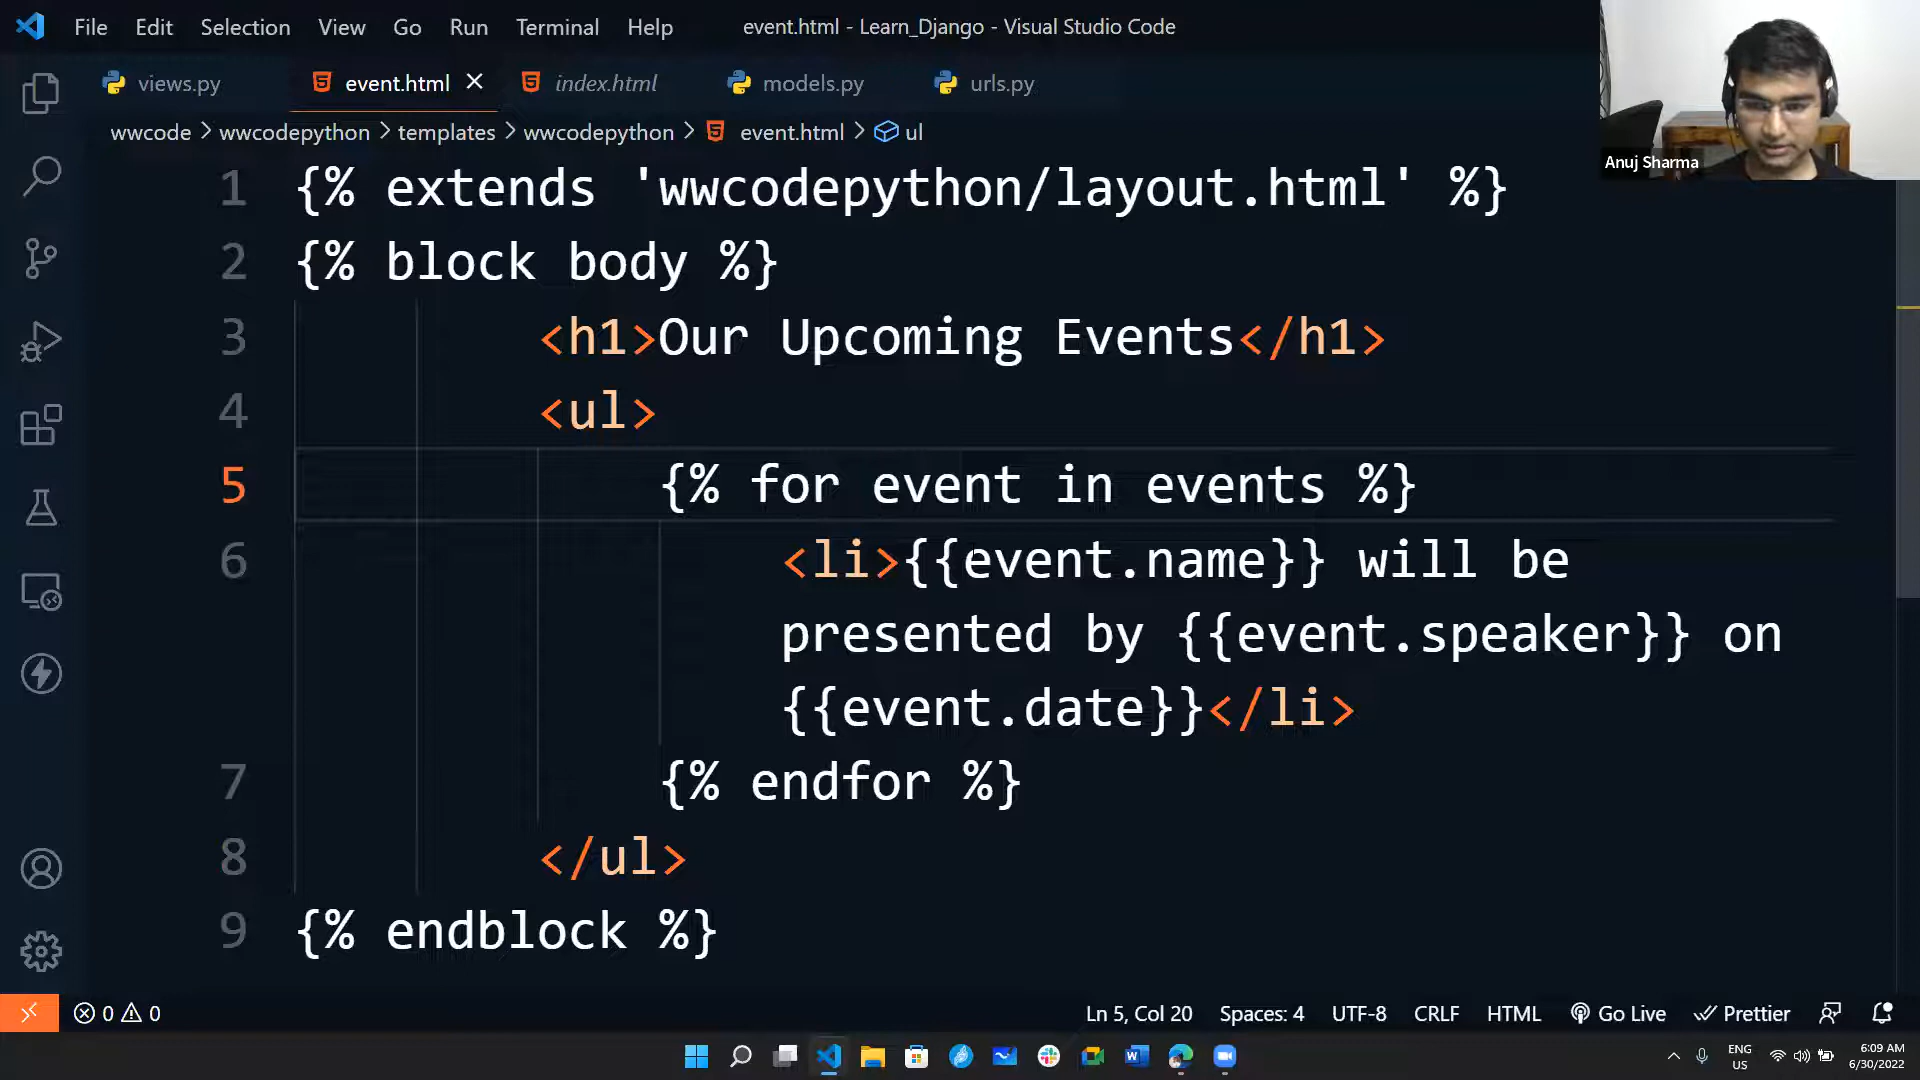 File Edit Selection View Go Run Terminal Help event.html - Learn_Django - Visual Studio Code
views.py event.html index.html models.py urls.py
wwcode > wwcodepython > templates > wwcodepython > event.html > ul
Anuj Sharma
1 {% extends 'wwcodepython/layout.html' %}
2 {% block body %}
3 <h1>Our Upcoming Events</h1>
4 <ul>
5 {% for event in events %}
6 <li>{{event.name}} will be
presented by {{event.speaker}} on
{{event.date}}</li>
7 {% endfor %}
8 </ul>
9 {% endblock %}
0 0 Ln 5, Col 20 Spaces: 4 UTF-8 CRLF HTML Go Live Prettier
ENG 6:09 AM
US 6/30/2022